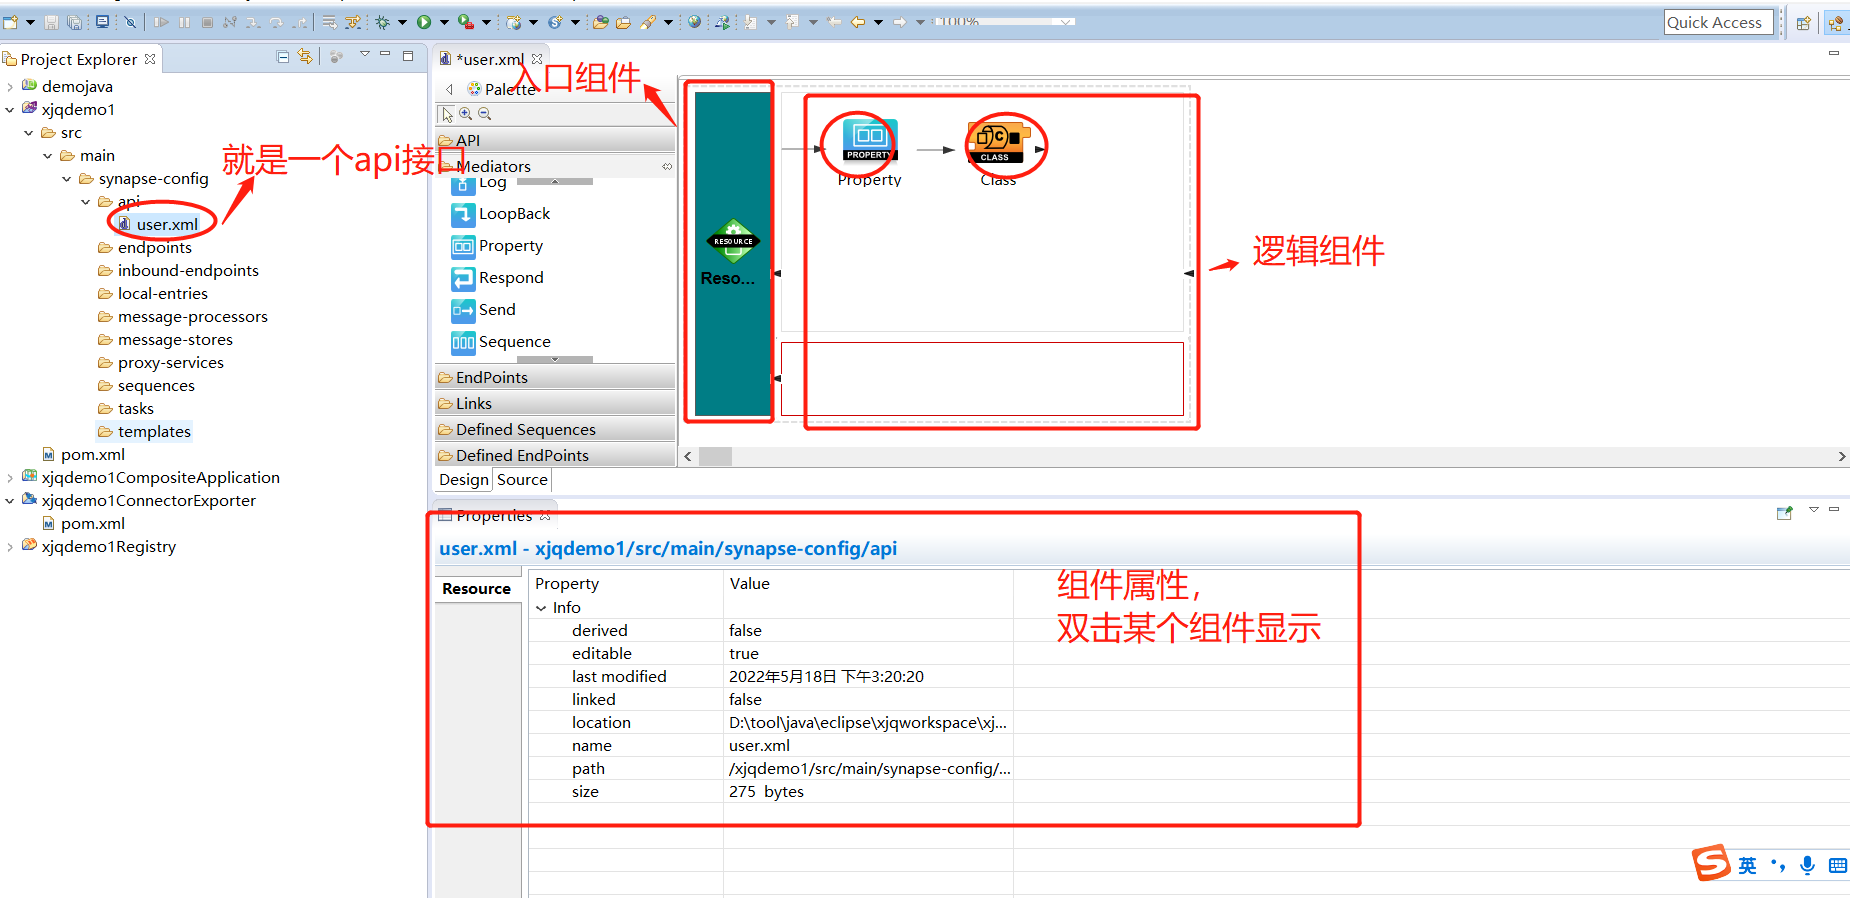 100%
Quick Access
Project Explorer
demojava
xjqdemo1
src
main
synapse-config
api
user.xml
endpoints
inbound-endpoints
local-entries
message-processors
message-stores
proxy-services
sequences
tasks
templates
pom.xml
xjqdemo1CompositeApplication
xjqdemo1ConnectorExporter
pom.xml
xjqdemo1Registry
就是一个api接口
*user.xml
入口组件
Palette
API
Mediators
Log
LoopBack
Property
Respond
Send
Sequence
EndPoints
Links
Defined Sequences
Defined EndPoints
Design
Source
RESOURCE
Reso...
PROPERTY
Property
C
CLASS
Class
逻辑组件
Properties
user.xml - xjqdemo1/src/main/synapse-config/api
Resource
Property Value
Info
derived false
editable true
last modified 2022年5月18日 下午3:20:20
linked false
location D:\tool\java\eclipse\xjqworkspace\xj...
name user.xml
path /xjqdemo1/src/main/synapse-config/...
size 275 bytes
组件属性，
双击某个组件显示
S 英